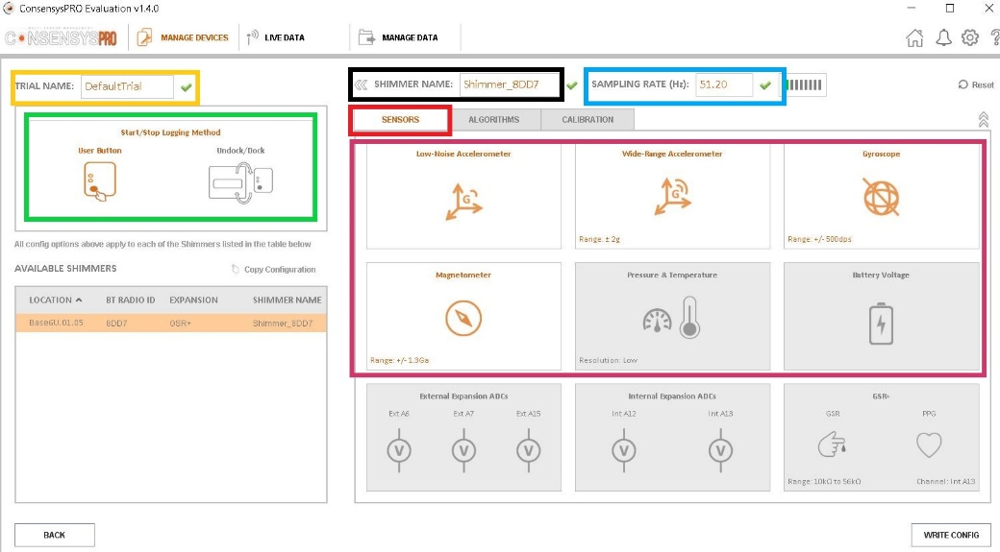 ConsensysPRO Evaluation v1.4.0
CONSENSYSPRO
MANAGE DEVICES
LIVE DATA
MANAGE DATA
TRIAL NAME: DefaultTrial
SHIMMER NAME: Shimmer_8DD7
SAMPLING RATE (Hz): 51.20
Reset
Start/Stop Logging Method
User Button Undock/Dock
All config options above apply to each of the Shimmers listed in the table below
AVAILABLE SHIMMERS Copy Configuration
LOCATION BT RADIO ID EXPANSION SHIMMER NAME
Base6U.01.05 8DD7 GSR+ Shimmer_8DD7
SENSORS ALGORITHMS CALIBRATION
Low-Noise Accelerometer Wide-Range Accelerometer Gyroscope
G G
Range: ± 2g Range: +/- 500dps
Magnetometer Pressure & Temperature Battery Voltage
Range: +/- 1.3Ga Resolution: Low
External Expansion ADCs Internal Expansion ADCs GSR+
Ext A6 Ext A7 Ext A15 Int A12 Int A13 GSR PPG
V V V V V
Range: 10kΩ to 56kΩ Channel: Int A13
BACK WRITE CONFIG